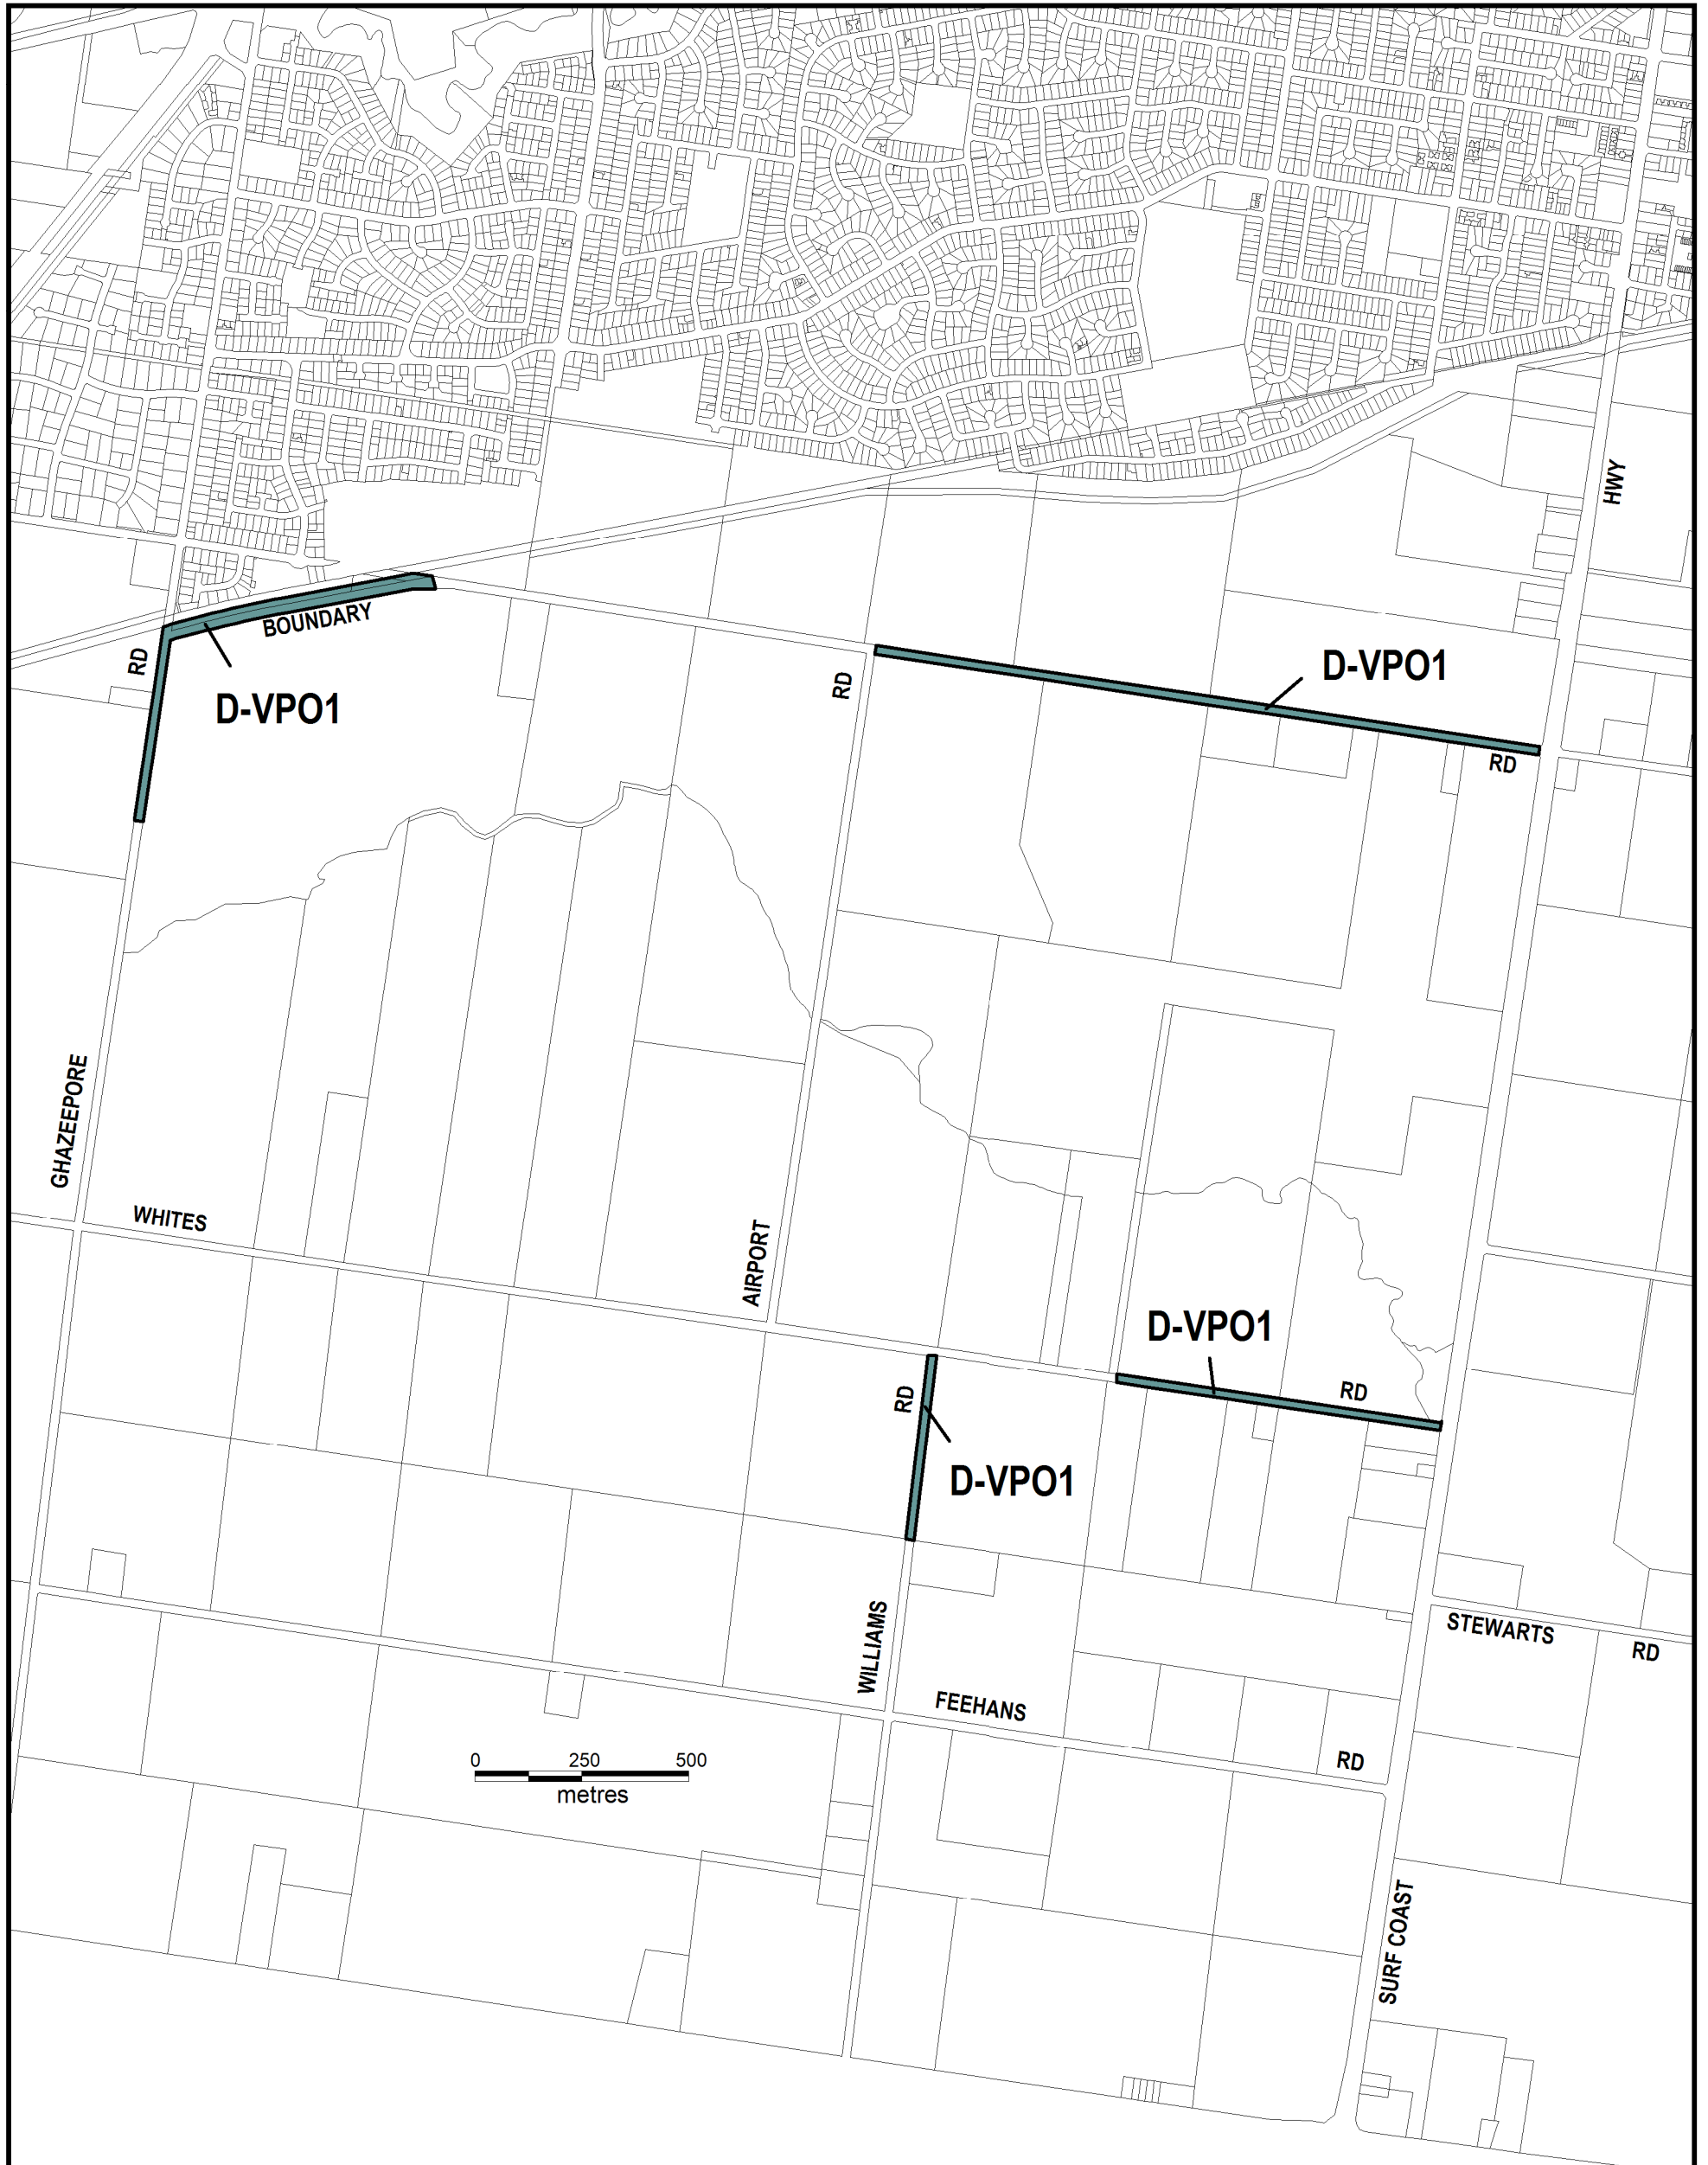 HWY
BOUNDARY
RD
D-VPO1
RD
D-VPO1
RD
GHAZEEPORE
WHITES
AIRPORT
D-VPO1
RD
RD
D-VPO1
WILLIAMS
STEWARTS
RD
FEEHANS
RD
0 250 500
metres
SURF COAST